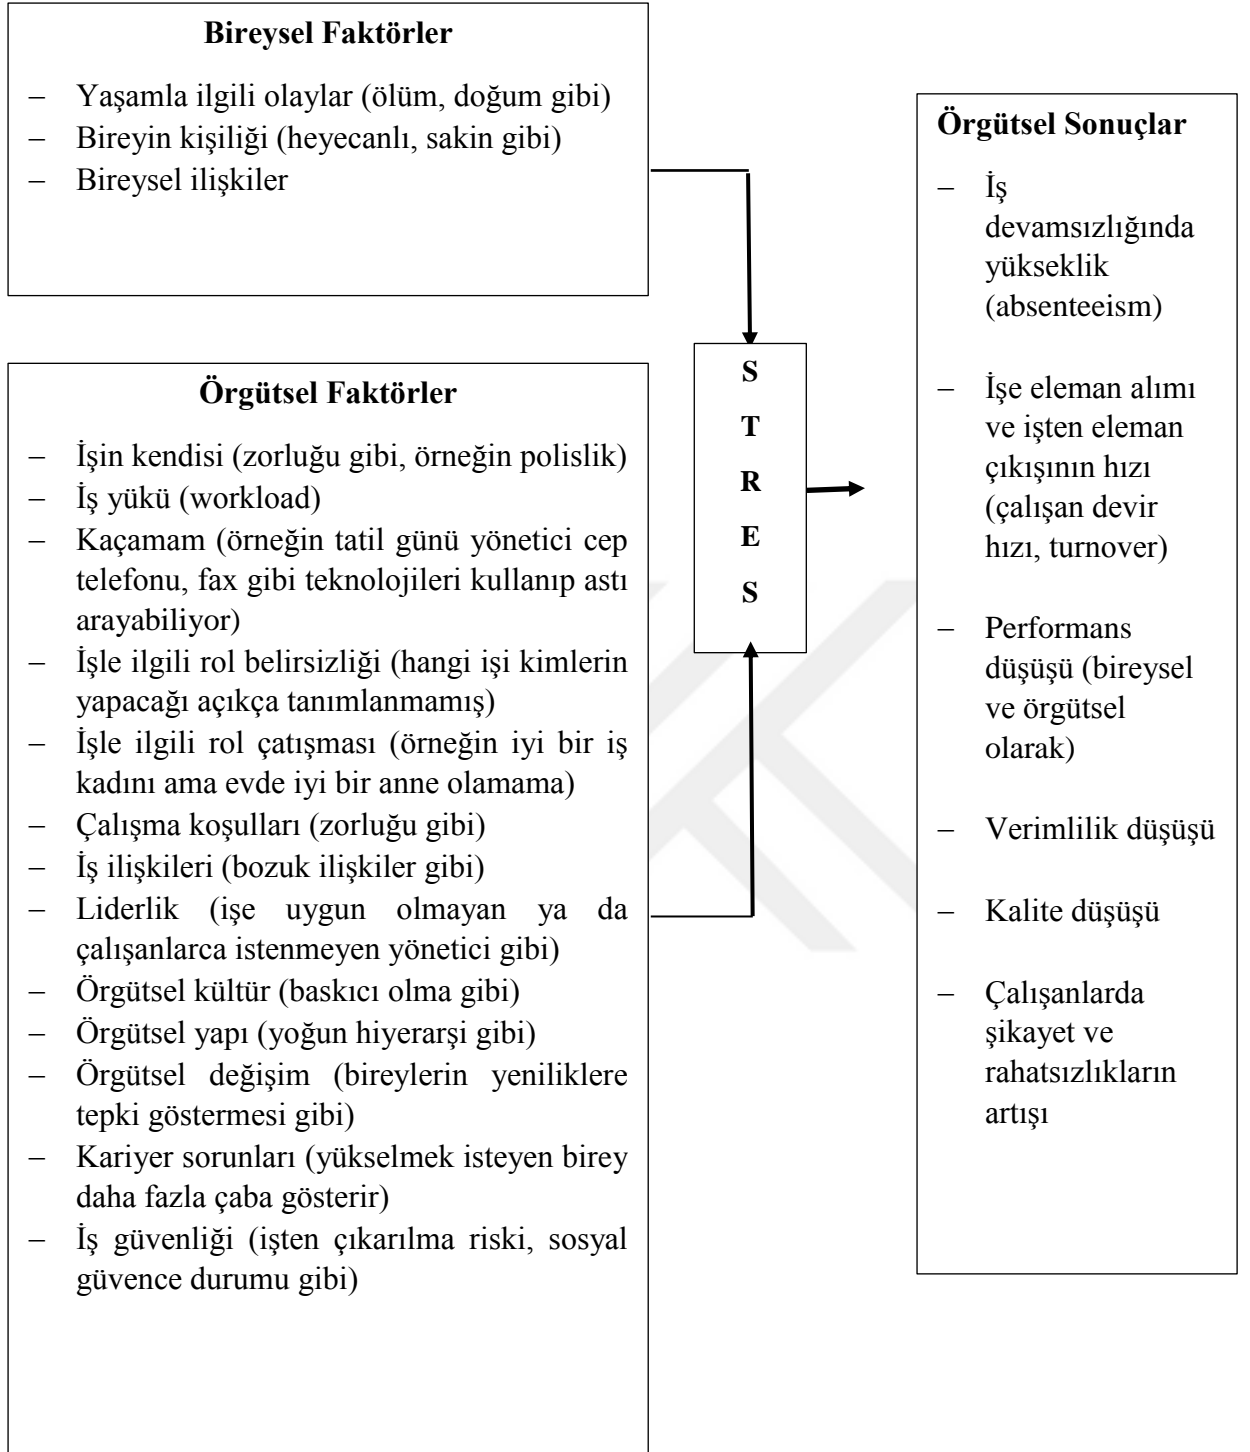 Bireysel Faktörler
– Yaşamla ilgili olaylar (ölüm, doğum gibi)
– Bireyin kişiliği (heyecanlı, sakin gibi)
– Bireysel ilişkiler
Örgütsel Faktörler
– İşin kendisi (zorluğu gibi, örneğin polislik)
– İş yükü (workload)
– Kaçamam (örneğin tatil günü yönetici cep
telefonu, fax gibi teknolojileri kullanıp astı
arayabiliyor)
– İşle ilgili rol belirsizliği (hangi işi kimlerin
yapacağı açıkça tanımlanmamış)
– İşle ilgili rol çatışması (örneğin iyi bir iş
kadını ama evde iyi bir anne olamama)
– Çalışma koşulları (zorluğu gibi)
– İş ilişkileri (bozuk ilişkiler gibi)
– Liderlik (işe uygun olmayan ya da
çalışanlarca istenmeyen yönetici gibi)
– Örgütsel kültür (baskıcı olma gibi)
– Örgütsel yapı (yoğun hiyerarşi gibi)
– Örgütsel değişim (bireylerin yeniliklere
tepki göstermesi gibi)
– Kariyer sorunları (yükselmek isteyen birey
daha fazla çaba gösterir)
– İş güvenliği (işten çıkarılma riski, sosyal
güvence durumu gibi)
S
T
R
E
S
Örgütsel Sonuçlar
– İş
devamsızlığında
yükseklik
(absenteeism)
– İşe eleman alımı
ve işten eleman
çıkışının hızı
(çalışan devir
hızı, turnover)
– Performans
düşüşü (bireysel
ve örgütsel
olarak)
– Verimlilik düşüşü
– Kalite düşüşü
– Çalışanlarda
şikayet ve
rahatsızlıkların
artışı